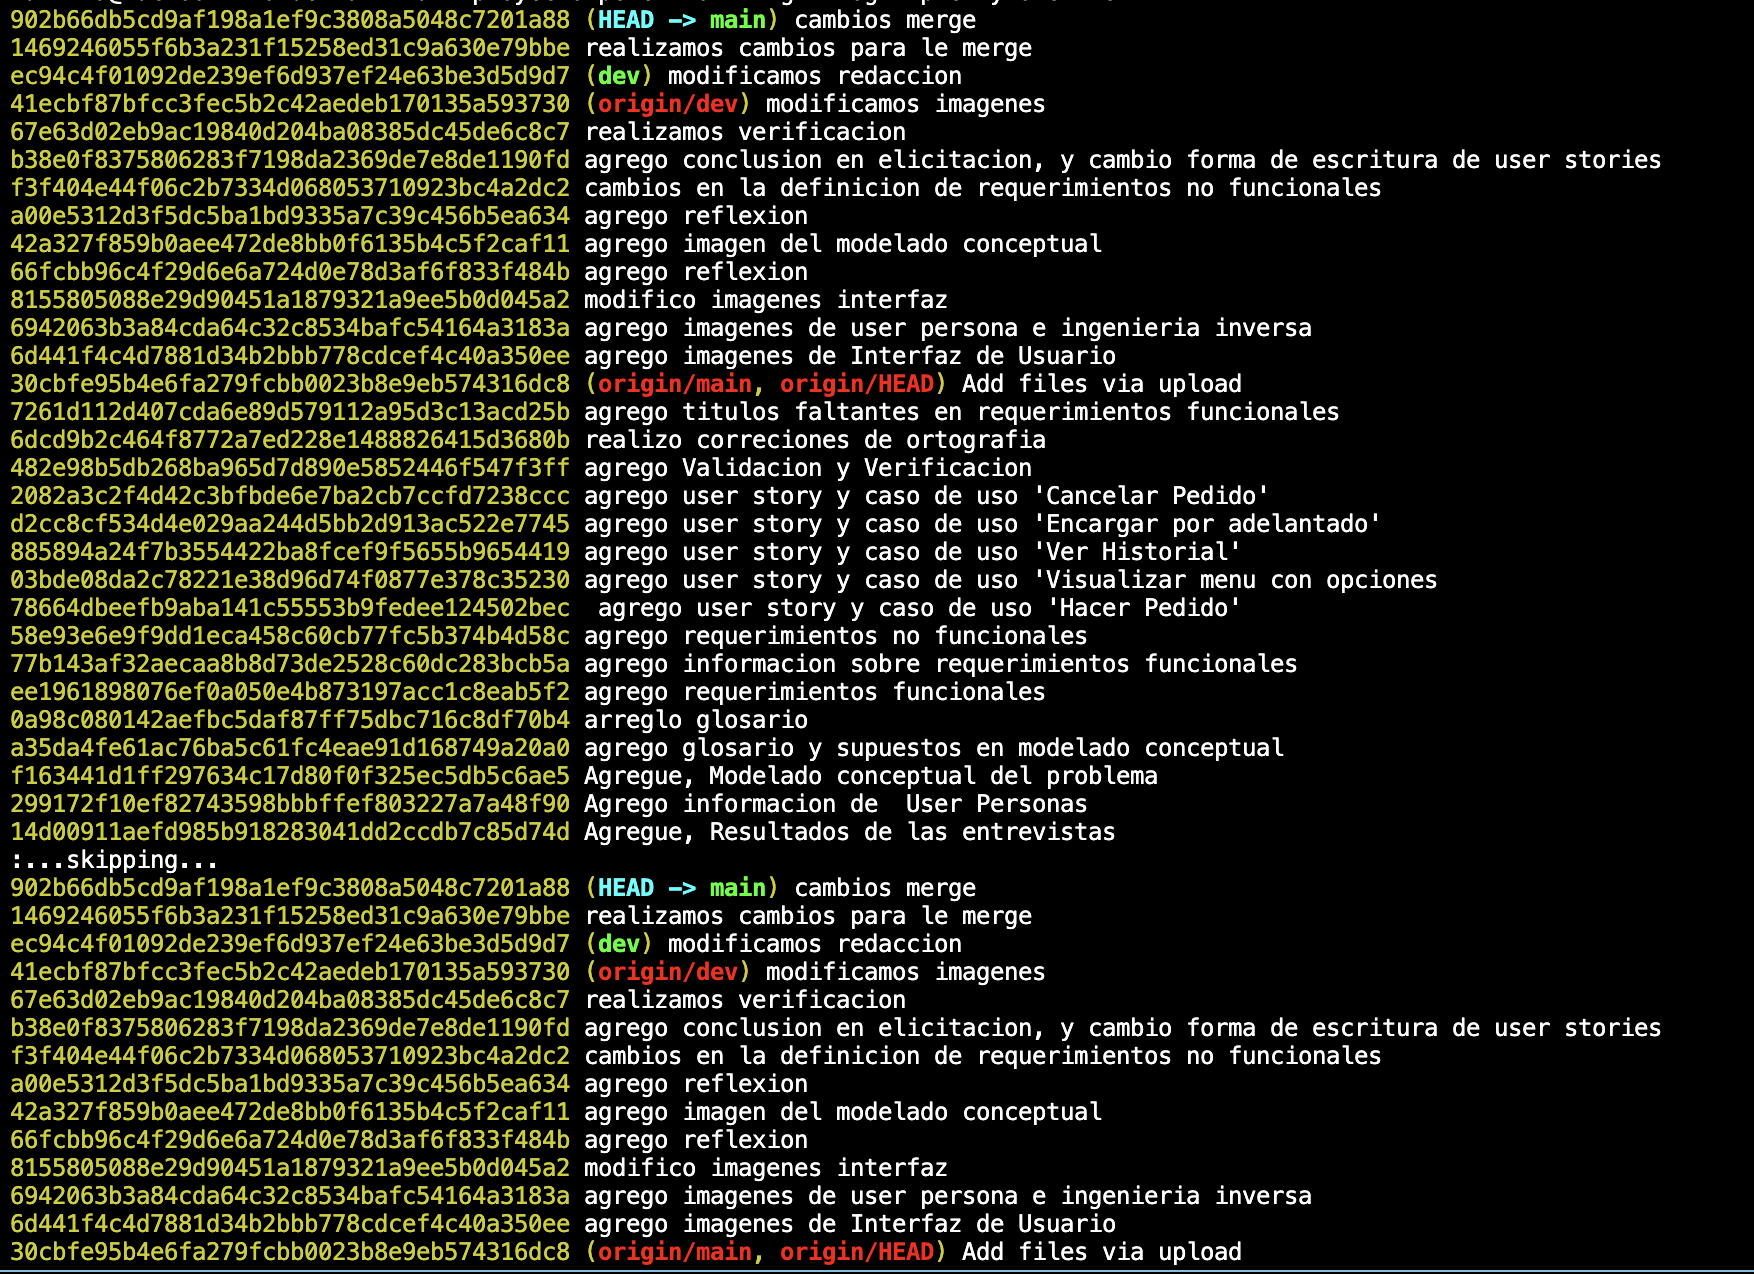 902b66db5cd9af198a1ef9c3808a5048c7201a88 (HEAD -> main) cambios merge
1469246055f6b3a231f15258ed31c9a630e79bbe realizamos cambios para le merge
ec94c4f01092de239ef6d937ef24e63be3d5d9d7 (dev) modificamos redaccion
41ecbf87bfcc3fec5b2c42aedeb170135a593730 (origin/dev) modificamos imagenes
67e63d02eb9ac19840d204ba08385dc45de6c8c7 realizamos verificacion
b38e0f8375806283f7198da2369de7e8de1190fd agrego conclusion en elicitacion, y cambio forma de escritura de user stories
f3f404e44f06c2b7334d068053710923bc4a2dc2 cambios en la definicion de requerimientos no funcionales
a00e5312d3f5dc5ba1bd9335a7c39c456b5ea634 agrego reflexion
42a327f859b0aee472de8bb0f6135b4c5f2caf11 agrego imagen del modelado conceptual
66fcbb96c4f29d6e6a724d0e78d3af6f833f484b agrego reflexion
8155805088e29d90451a1879321a9ee5b0d045a2 modifico imagenes interfaz
6942063b3a84cda64c32c8534bafc54164a3183a agrego imagenes de user persona e ingenieria inversa
6d441f4c4d7881d34b2bbb778cdcef4c40a350ee agrego imagenes de Interfaz de Usuario
30cbfe95b4e6fa279fcbb0023b8e9eb574316dc8 (origin/main, origin/HEAD) Add files via upload
7261d112d407cda6e89d579112a95d3c13acd25b agrego titulos faltantes en requerimientos funcionales
6dcd9b2c464f8772a7ed228e1488826415d3680b realizo correciones de ortografia
482e98b5db268ba965d7d890e5852446f547f3ff agrego Validacion y Verificacion
2082a3c2f4d42c3bfbde6e7ba2cb7ccfd7238ccc agrego user story y caso de uso 'Cancelar Pedido'
d2cc8cf534d4e029aa244d5bb2d913ac522e7745 agrego user story y caso de uso 'Encargar por adelantado'
885894a24f7b3554422ba8fcef9f5655b9654419 agrego user story y caso de uso 'Ver Historial'
03bde08da2c78221e38d96d74f0877e378c35230 agrego user story y caso de uso 'Visualizar menu con opciones
78664dbeefb9aba141c55553b9fedee124502bec  agrego user story y caso de uso 'Hacer Pedido'
58e93e6e9f9dd1eca458c60cb77fc5b374b4d58c agrego requerimientos no funcionales
77b143af32aecaa8b8d73de2528c60dc283bcb5a agrego informacion sobre requerimientos funcionales
ee1961898076ef0a050e4b873197acc1c8eab5f2 agrego requerimientos funcionales
0a98c080142aefbc5daf87ff75dbc716c8df70b4 arreglo glosario
a35da4fe61ac76ba5c61fc4eae91d168749a20a0 agrego glosario y supuestos en modelado conceptual
f163441d1ff297634c17d80f0f325ec5db5c6ae5 Agregue, Modelado conceptual del problema
299172f10ef82743598bbbffef803227a7a48f90 Agrego informacion de  User Personas
14d00911aefd985b918283041dd2ccdb7c85d74d Agregue, Resultados de las entrevistas
:...skipping...
902b66db5cd9af198a1ef9c3808a5048c7201a88 (HEAD -> main) cambios merge
1469246055f6b3a231f15258ed31c9a630e79bbe realizamos cambios para le merge
ec94c4f01092de239ef6d937ef24e63be3d5d9d7 (dev) modificamos redaccion
41ecbf87bfcc3fec5b2c42aedeb170135a593730 (origin/dev) modificamos imagenes
67e63d02eb9ac19840d204ba08385dc45de6c8c7 realizamos verificacion
b38e0f8375806283f7198da2369de7e8de1190fd agrego conclusion en elicitacion, y cambio forma de escritura de user stories
f3f404e44f06c2b7334d068053710923bc4a2dc2 cambios en la definicion de requerimientos no funcionales
a00e5312d3f5dc5ba1bd9335a7c39c456b5ea634 agrego reflexion
42a327f859b0aee472de8bb0f6135b4c5f2caf11 agrego imagen del modelado conceptual
66fcbb96c4f29d6e6a724d0e78d3af6f833f484b agrego reflexion
8155805088e29d90451a1879321a9ee5b0d045a2 modifico imagenes interfaz
6942063b3a84cda64c32c8534bafc54164a3183a agrego imagenes de user persona e ingenieria inversa
6d441f4c4d7881d34b2bbb778cdcef4c40a350ee agrego imagenes de Interfaz de Usuario
30cbfe95b4e6fa279fcbb0023b8e9eb574316dc8 (origin/main, origin/HEAD) Add files via upload